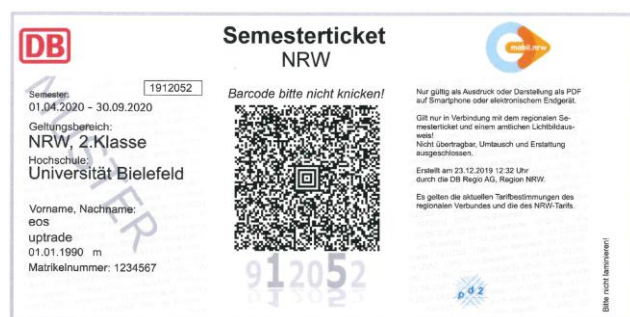 DB
Semesterticket
NRW
mobil.nrw
Semester:
1912052
01.04.2020 - 30.09.2020
Geltungsbereich:
NRW, 2.Klasse
Hochschule:
Universität Bielefeld
Vorname, Nachname:
eos
uptrade
01.01.1990 m
Matrikelnummer: 1234567
MUSTER
Barcode bitte nicht knicken!
912052
Nur gültig als Ausdruck oder Darstellung als PDF
auf Smartphone oder elektronischem Endgerät.
Gilt nur in Verbindung mit dem regionalen Se-
mesterticket und einem amtlichen Lichtbildaus-
weis!
Nicht übertragbar, Umtausch und Erstattung
ausgeschlossen.
Erstellt am 23.12.2019 12:32 Uhr
durch die DB Regio AG, Region NRW.
Es gelten die aktuellen Tarifbestimmungen des
regionalen Verbundes und die des NRW-Tarifs.
pd2
Bitte nicht laminieren!